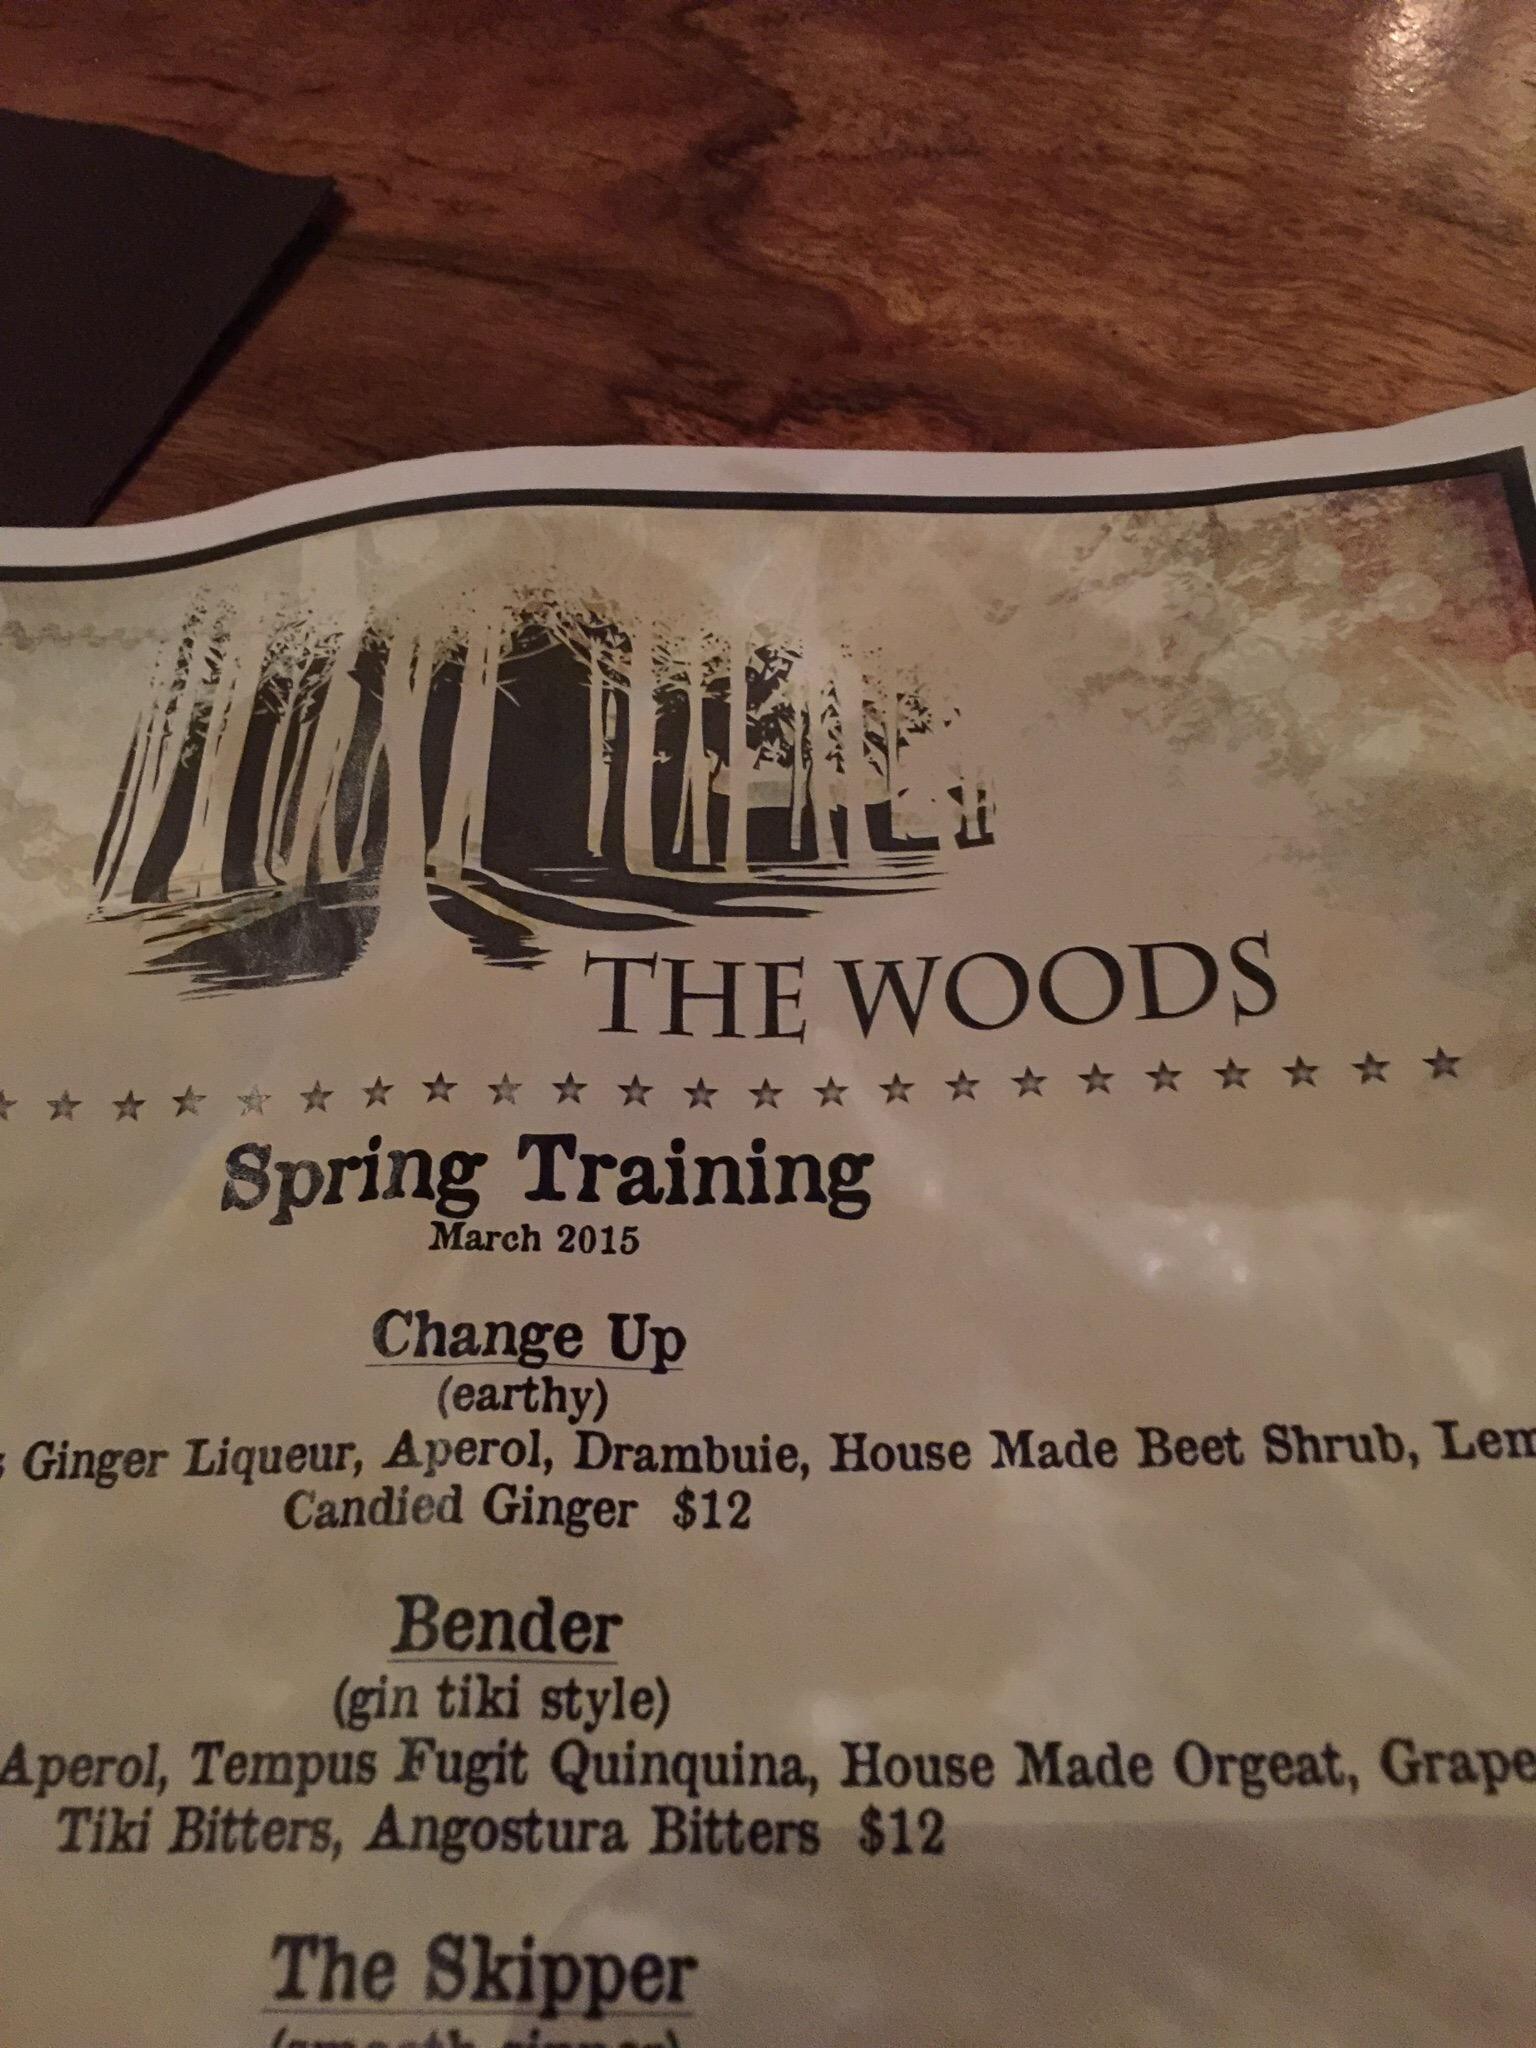 THE WOODS
Spring Training
March 2015
Change Up
(earthy)
Ginger Liqueur, Aperol, Drambuie, House Made Beet Shrub,
Candied Ginger $12
Bender
(gin tiki style)
Aperol, Tempus Fugit Quinquina, House Made Orgeat, Grape
Tiki Bitters, Angostura Bitters $12
The Skipper